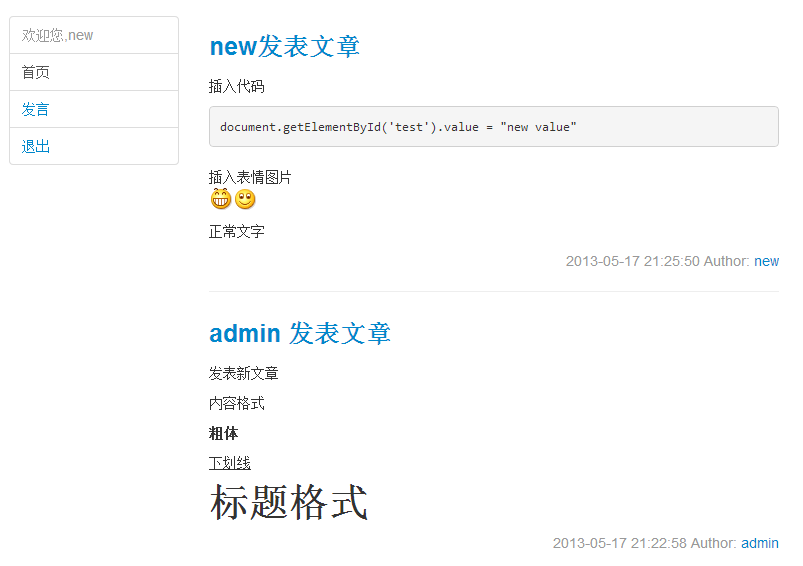 欢迎您,new
首页
发言
退出
new发表文章
插入代码
document.getElementById('test').value = "new value"
插入表情图片
正常文字
2013-05-17 21:25:50 Author: new
admin 发表文章
发表新文章
内容格式
粗体
下划线
标题格式
2013-05-17 21:22:58 Author: admin